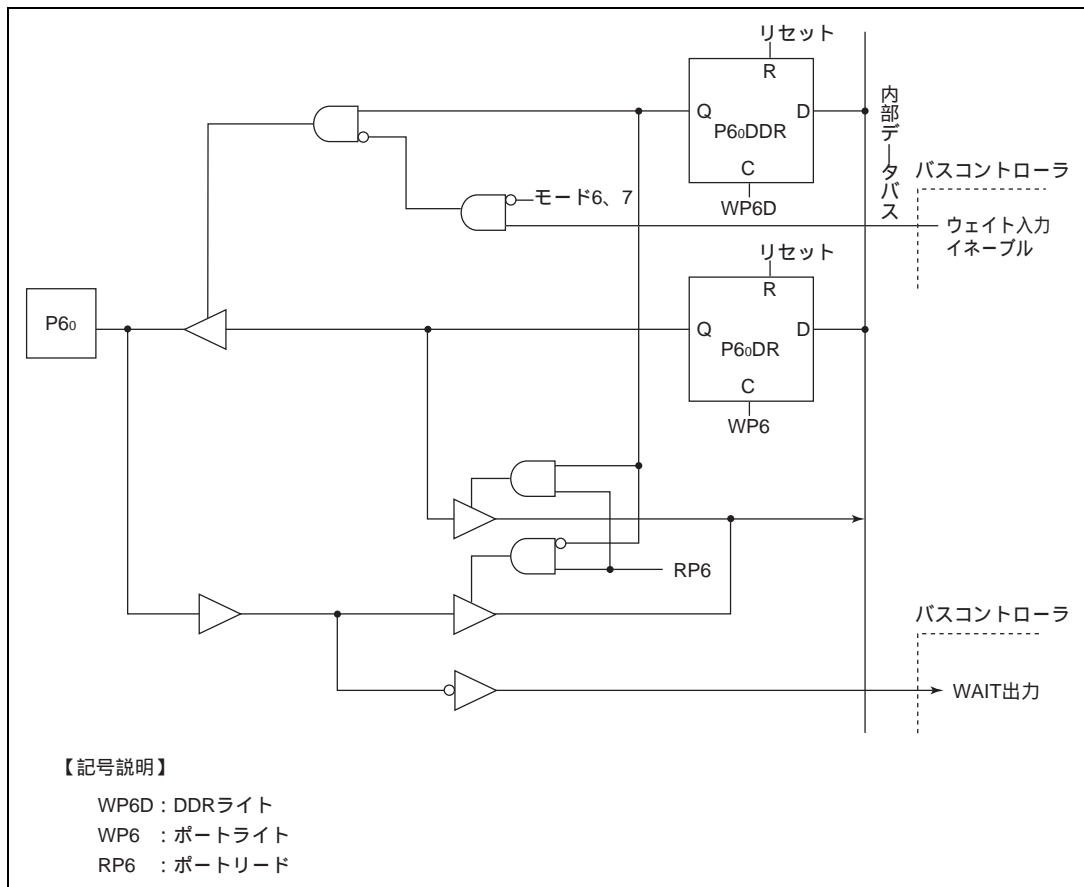 リセット
R
Q
D
P6₀DDR
C
WP6D
内部データバス
バスコントローラ
モード6、7
ウェイト入力
イネーブル
リセット
R
P6₀
Q
D
P6₀DR
C
WP6
RP6
バスコントローラ
WAIT出力
【記号説明】
WP6D：DDRライト
WP6 ：ポートライト
RP6 ：ポートリード